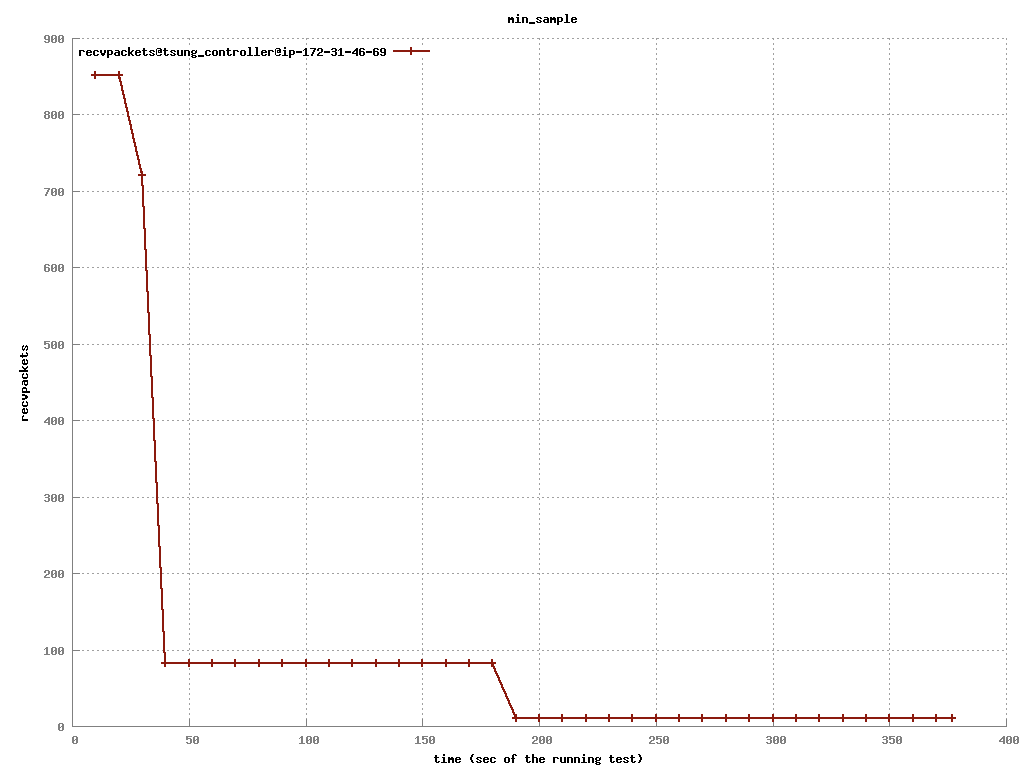 min_sample
900
recvpackets@tsung_controller@ip-172-31-46-69
800
700
600
500
400
300
200
100
0
recvpackets
0 50 100 150 200 250 300 350 400
time (sec of the running test)